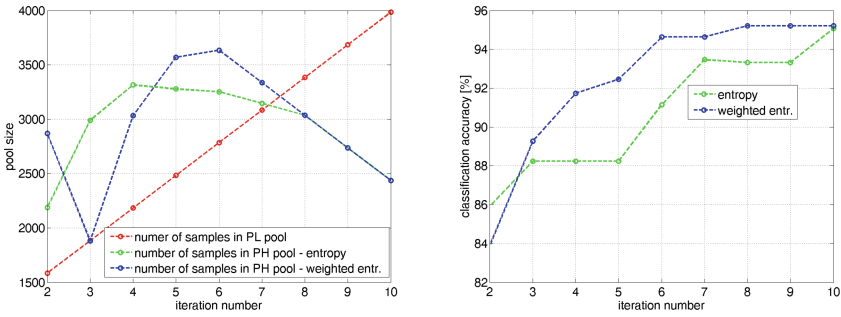 4000
3500
3000
2500
2000
1500
pool size
2 3 4 5 6 7 8 9 10
iteration number
numer of samples in PL pool
number of samples in PH pool - entropy
number of samples in PH pool - weighted entr.
96
94
92
90
88
86
84
82
classification accuracy [%]
2 3 4 5 6 7 8 9 10
iteration number
entropy
weighted entr.